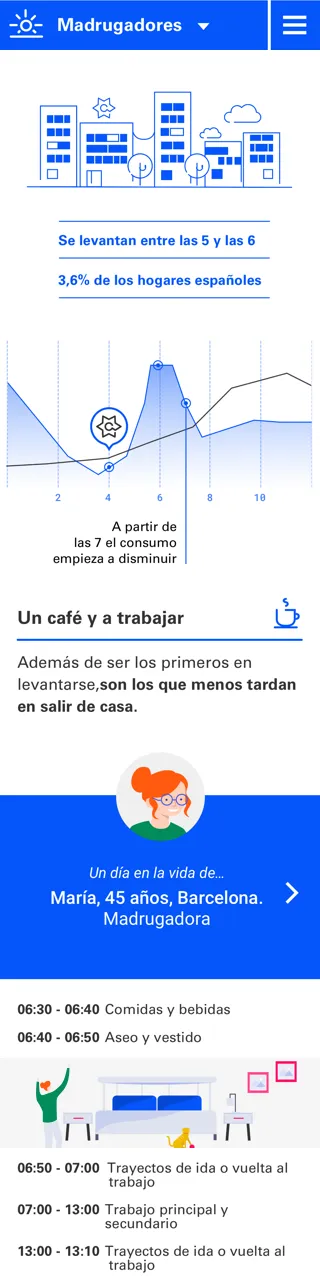 Madrugadores
Se levantan entre las 5 y las 6
3,6% de los hogares españoles
C
C
2 4 6 8 10
A partir de
las 7 el consumo
empieza a disminuir
Un café y a trabajar
Además de ser los primeros en
levantarse,son los que menos tardan
en salir de casa.
Un día en la vida de...
María, 45 años, Barcelona.
Madrugadora
06:30 - 06:40 Comidas y bebidas
06:40 - 06:50 Aseo y vestido
06:50 - 07:00 Trayectos de ida o vuelta al
trabajo
07:00 - 13:00 Trabajo principal y
secundario
13:00 - 13:10 Trayectos de ida o vuelta al
trabajo